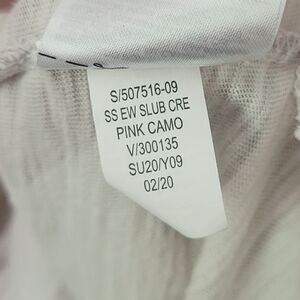 S/507516-09
SS EW SLUB CRE
PINK CAMO
V/300135
SU20/Y09
02/20